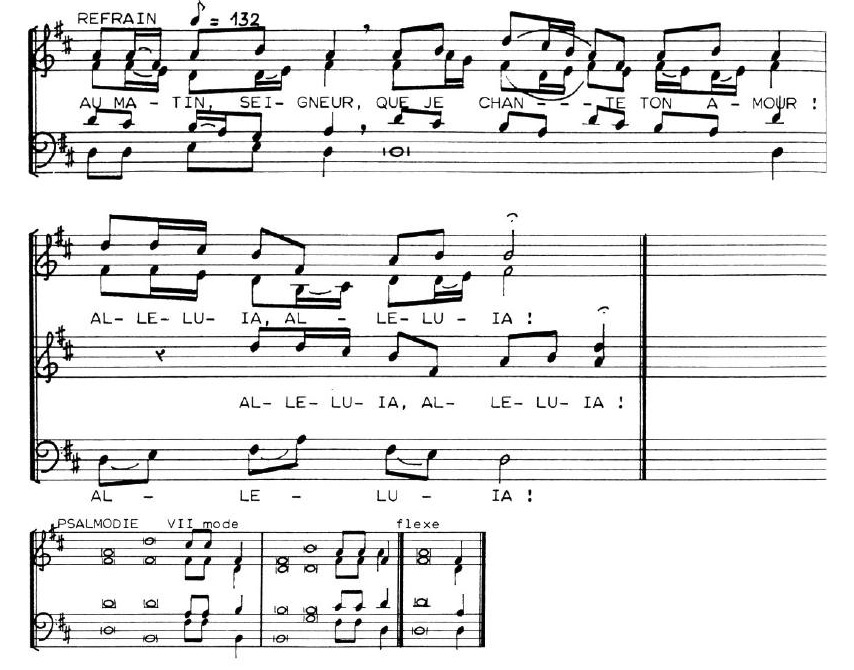 REFRAIN ♪ = 132
AU MA - TIN, SEI- GNEUR, QUE JE CHAN - - - TE TON A - MOUR !
AL- LE- LU- IA, AL - LE- LU - IA !
AL- LE- LU- IA, AL- LE- LU- IA !
AL - LE - LU - IA !
PSALMODIE VII mode flexe